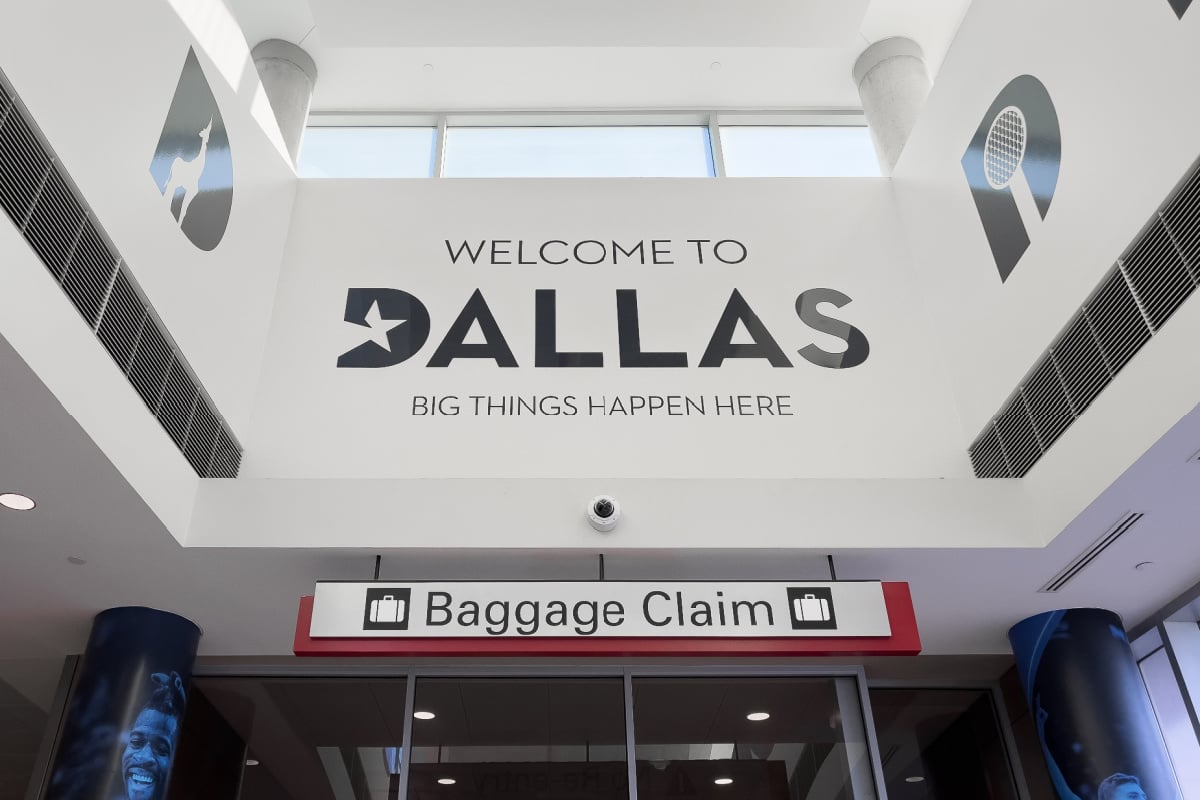 WELCOME TO
DALLAS
BIG THINGS HAPPEN HERE
Baggage Claim